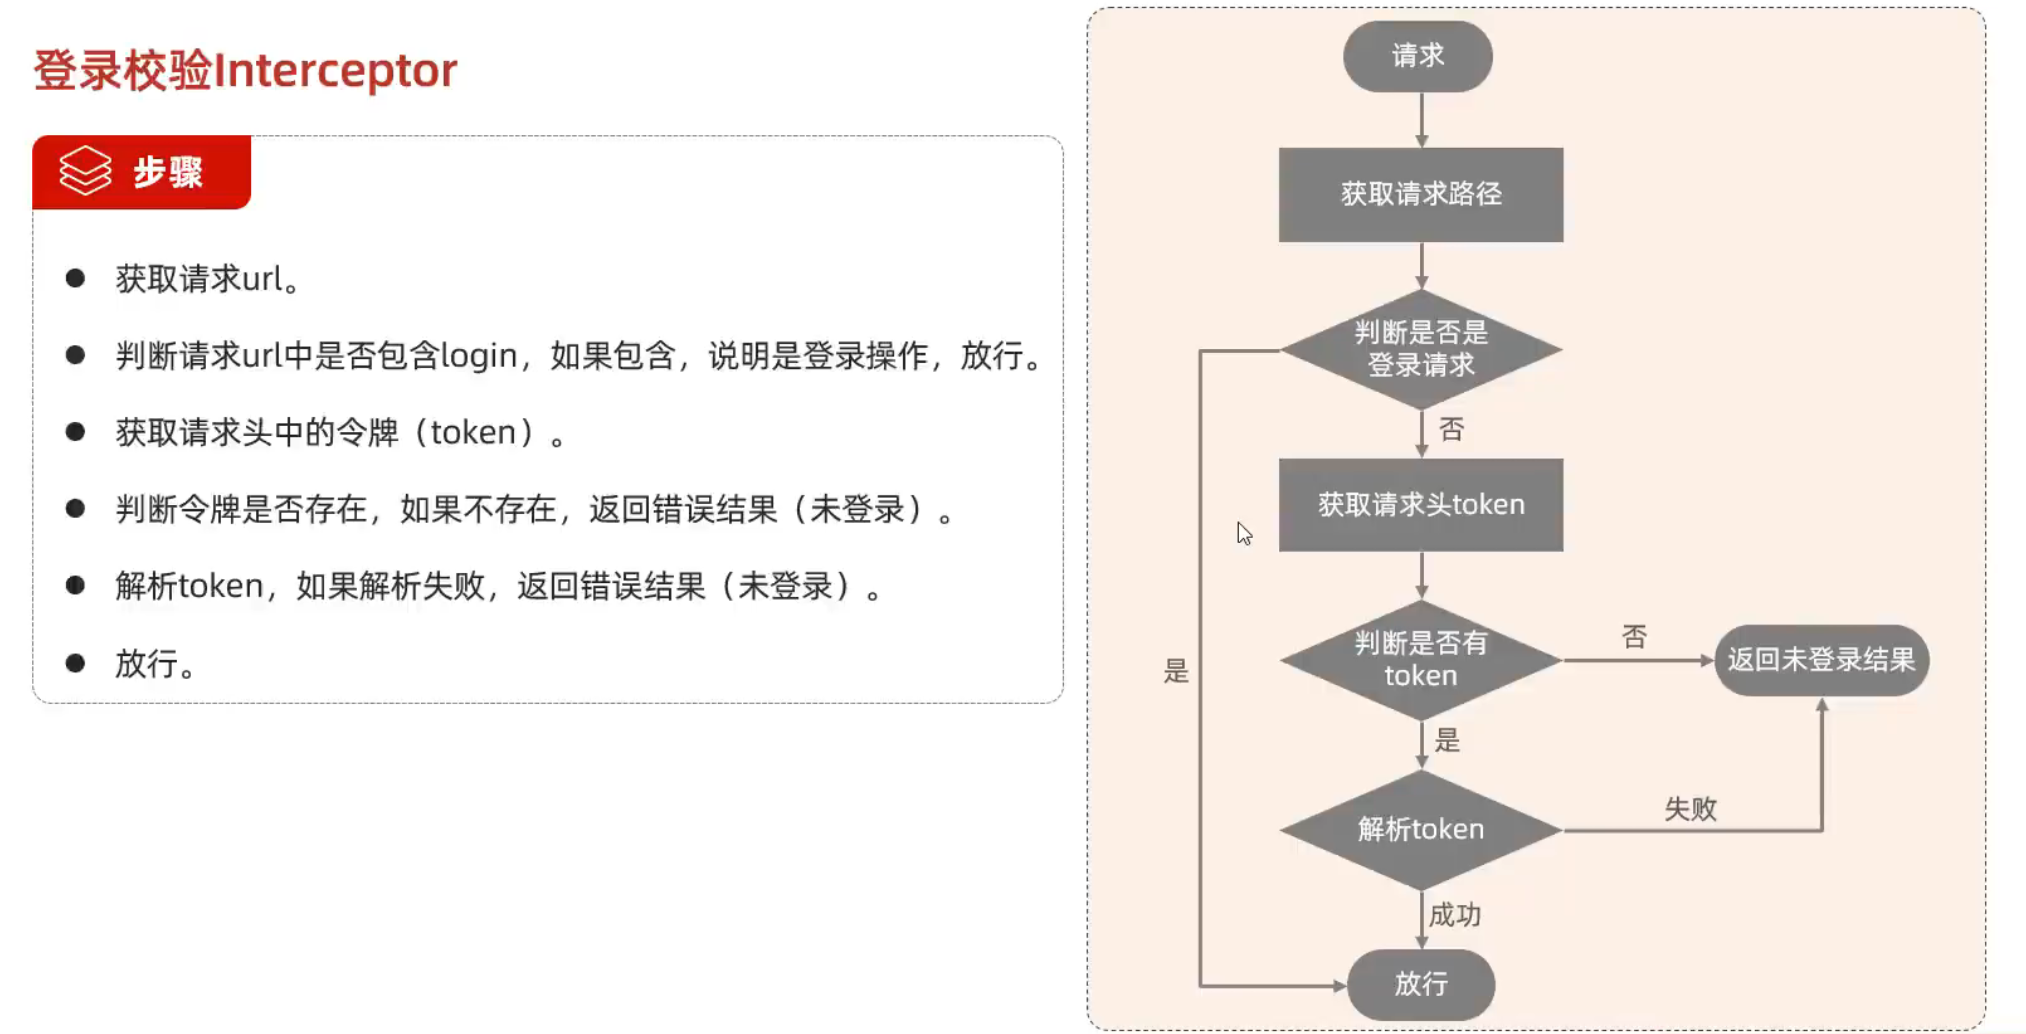 登录校验Interceptor
步骤
获取请求url。
判断请求url中是否包含login，如果包含，说明是登录操作，放行。
获取请求头中的令牌（token）。
判断令牌是否存在，如果不存在，返回错误结果（未登录）。
解析token，如果解析失败，返回错误结果（未登录）。
放行。
请求
获取请求路径
判断是否是
登录请求
否
获取请求头token
判断是否有
token
否
返回未登录结果
是
是
解析token
失败
成功
放行